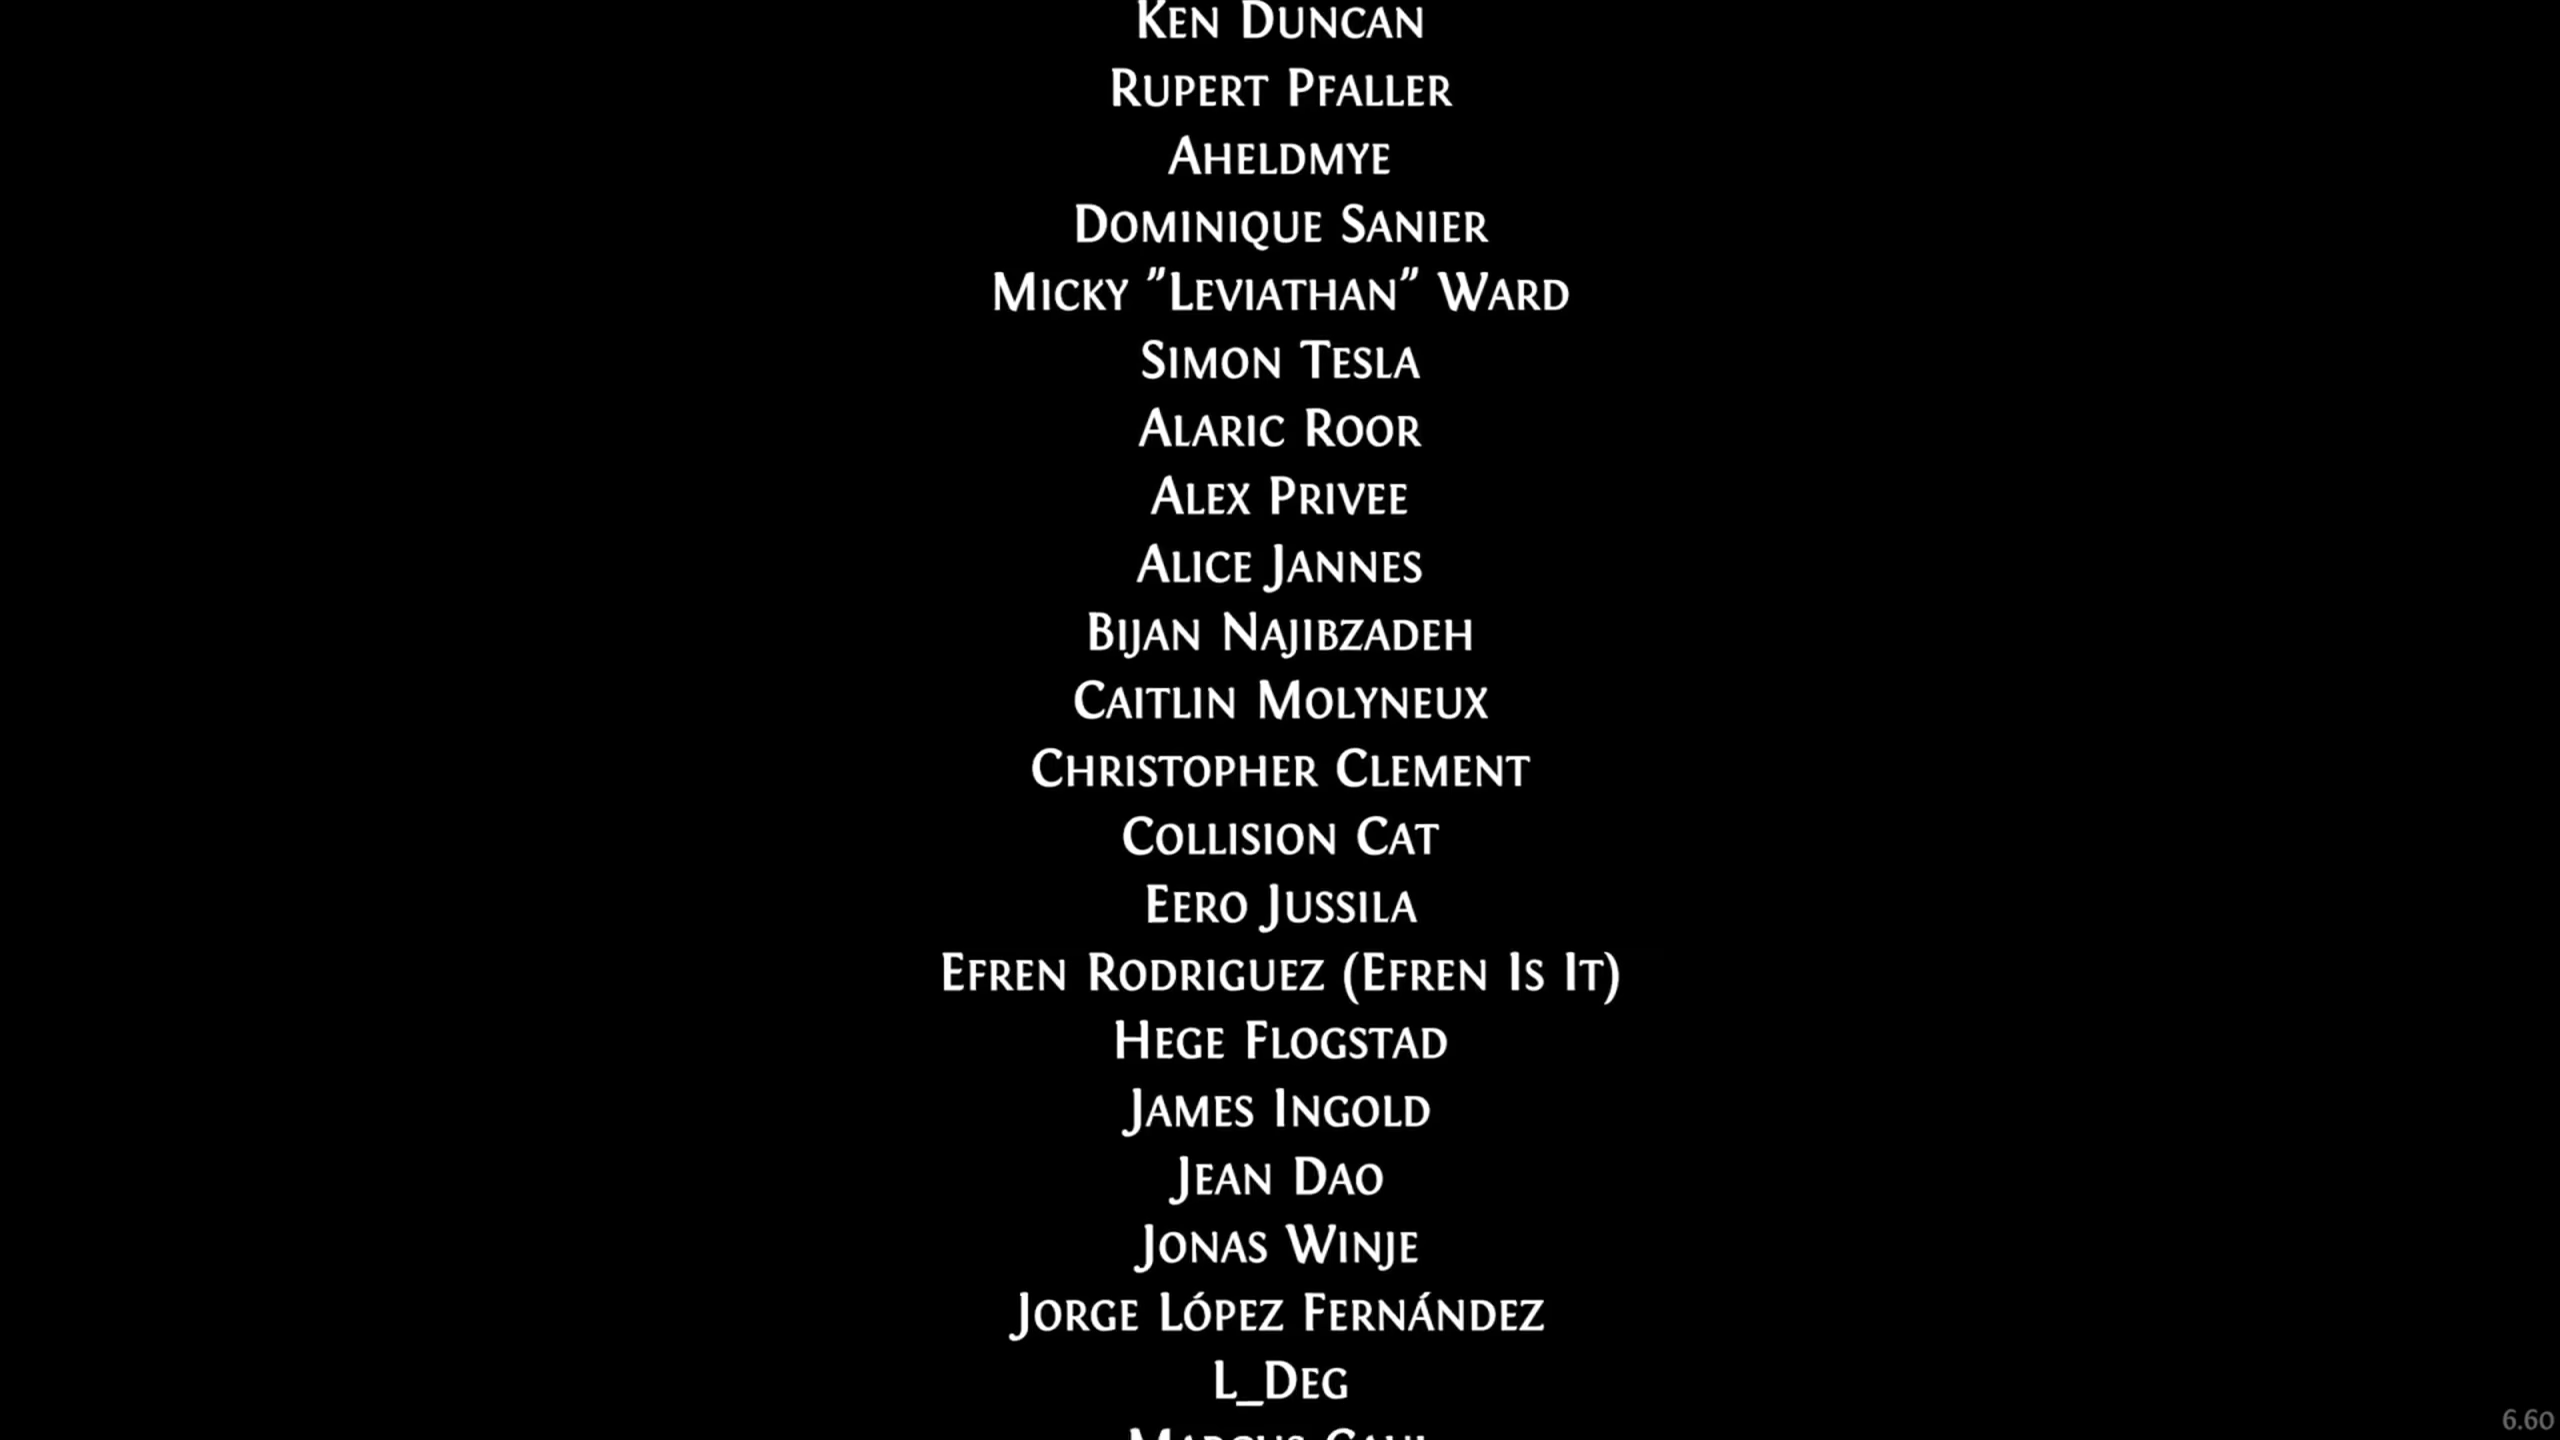 Ken Duncan
Rupert Pfaller
Aheldmye
Dominique Sanier
Micky "Leviathan" Ward
Simon Tesla
Alaric Roor
Alex Privee
Alice Jannes
Bijan Najibzadeh
Caitlin Molyneux
Christopher Clement
Collision Cat
Eero Jussila
Efren Rodriguez (Efren Is It)
Hege Flogstad
James Ingold
Jean Dao
Jonas Winje
Jorge López Fernández
L_Deg
Marcus
6.60